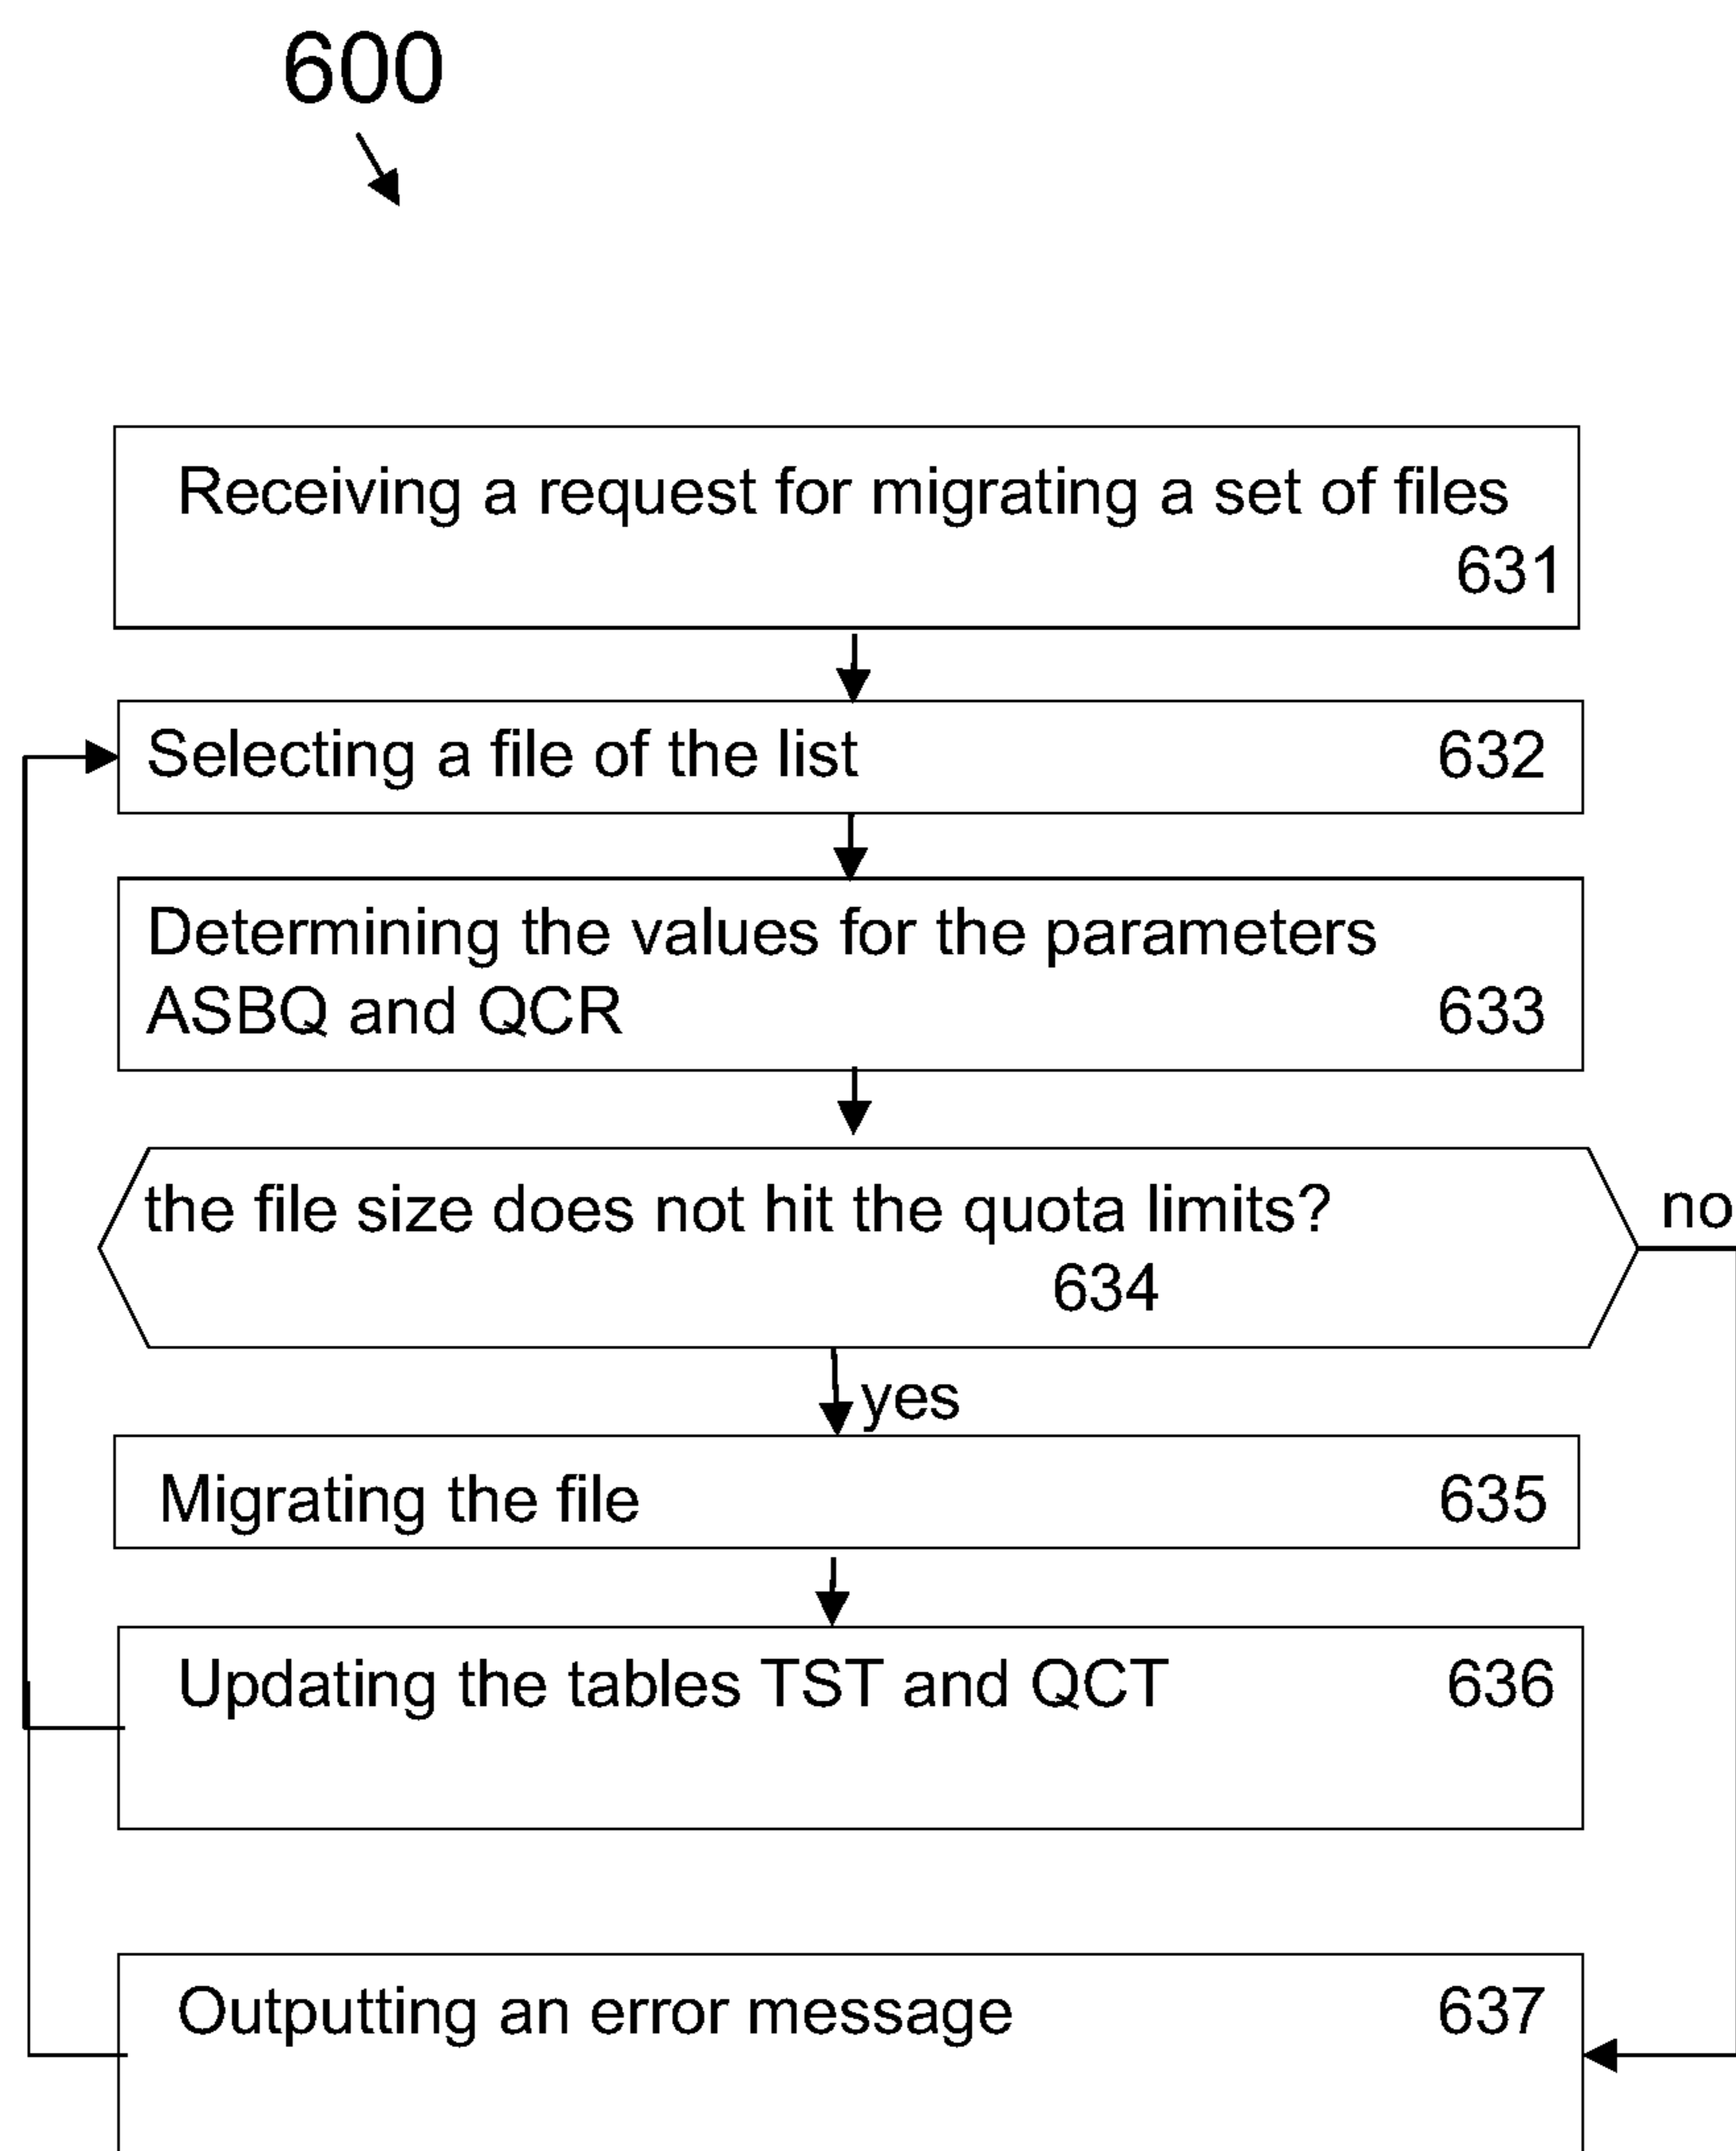 600
Receiving a request for migrating a set of files
631
Selecting a file of the list 632
Determining the values for the parameters
ASBQ and QCR 633
the file size does not hit the quota limits?
no
634
yes
Migrating the file 635
Updating the tables TST and QCT 636
Outputting an error message 637